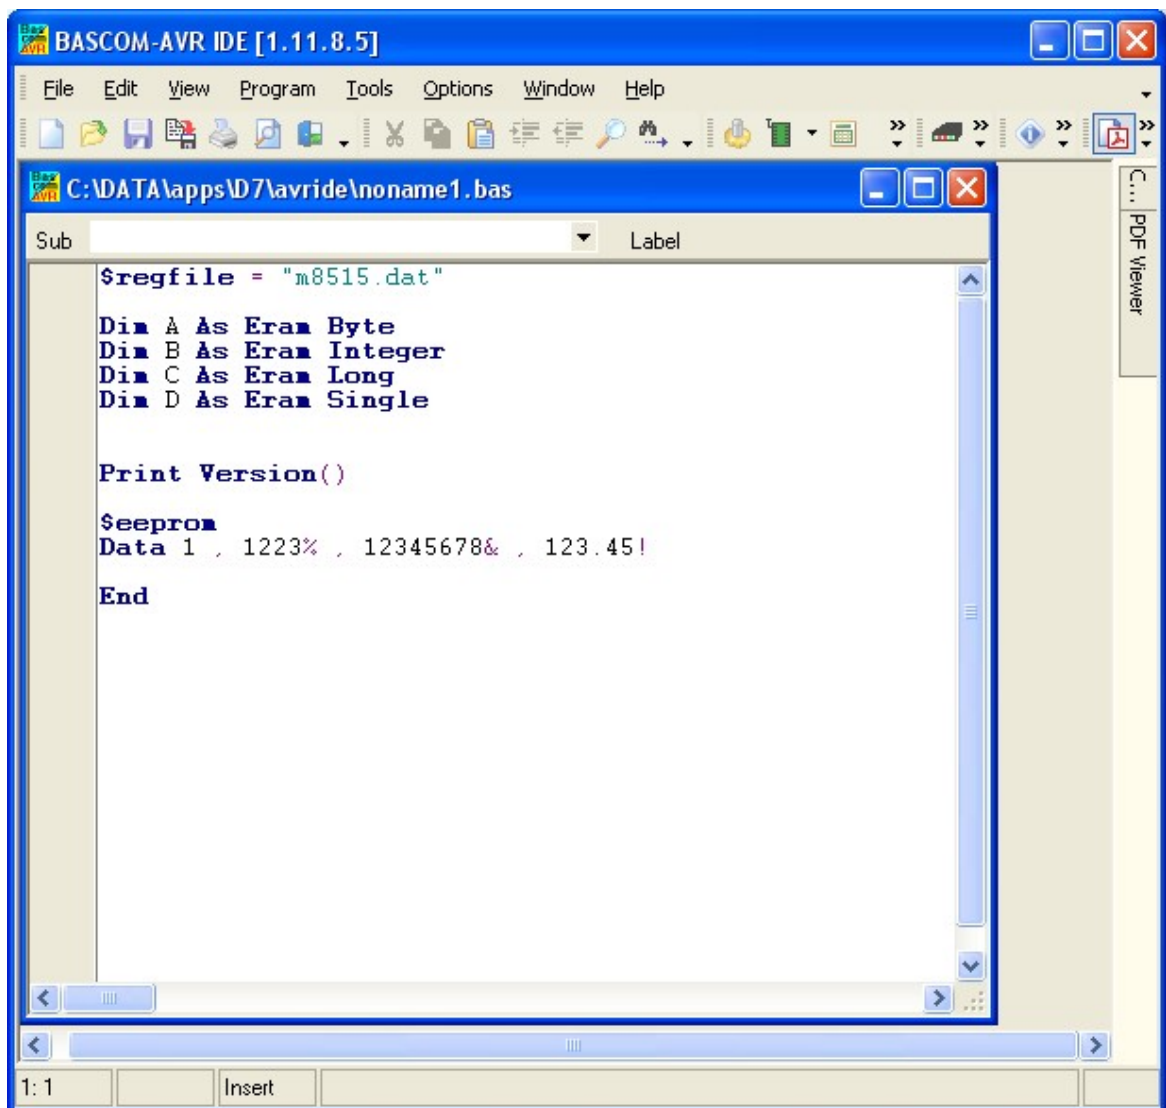 BASCOM-AVR IDE [1.11.8.5]
File Edit View Program Tools Options Window Help
C:\DATA\apps\D7\avride\noname1.bas
Sub Label
$regfile = "m8515.dat"
Dim A As Eram Byte
Dim B As Eram Integer
Dim C As Eram Long
Dim D As Eram Single
Print Version()
$eeprom
Data 1 , 1223% , 12345678& , 123.45!
End
C...
PDF Viewer
1: 1 Insert